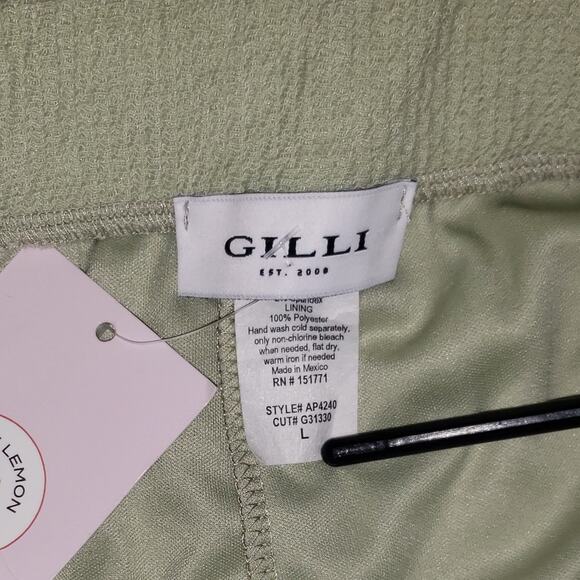 GILLI
EST. 2008
Spandex
LINING
100% Polyester
Hand wash cold separately,
only non-chlorine bleach
when needed, flat dry,
warm iron if needed
Made in Mexico
RN # 151771
STYLE# AP4240
CUT# G31330
L
LEMON